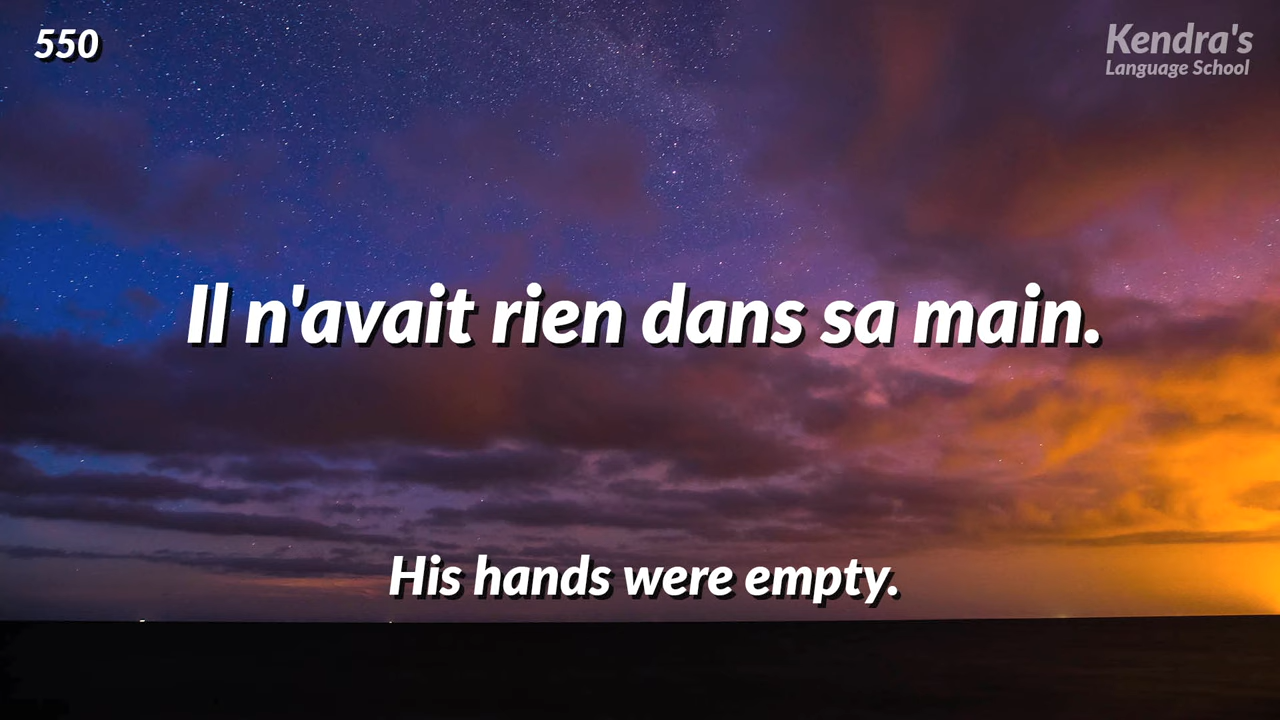 550
Kendra's
Language School
Il n'avait rien dans sa main.
His hands were empty.